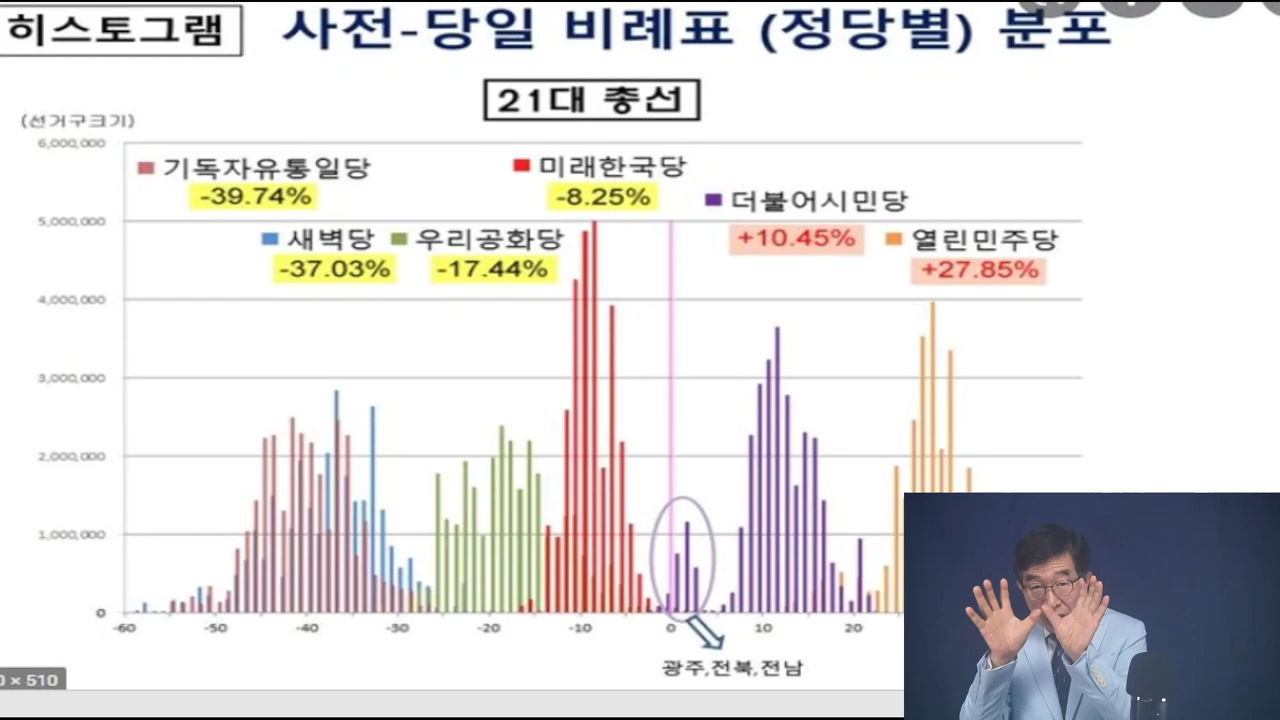 히스토그램
사전-당일 비례표 (정당별) 분포
21대 총선
(선거구크기)
6,000,000
5,000,000
4,000,000
3,000,000
2,000,000
1,000,000
0
기독자유통일당
-39.74%
미래한국당
-8.25%
더불어시민당
+10.45%
새벽당
-37.03%
우리공화당
-17.44%
열린민주당
+27.85%
-60 -50 -40 -30 -20 -10 0 10 20
광주,전북,전남
× 510